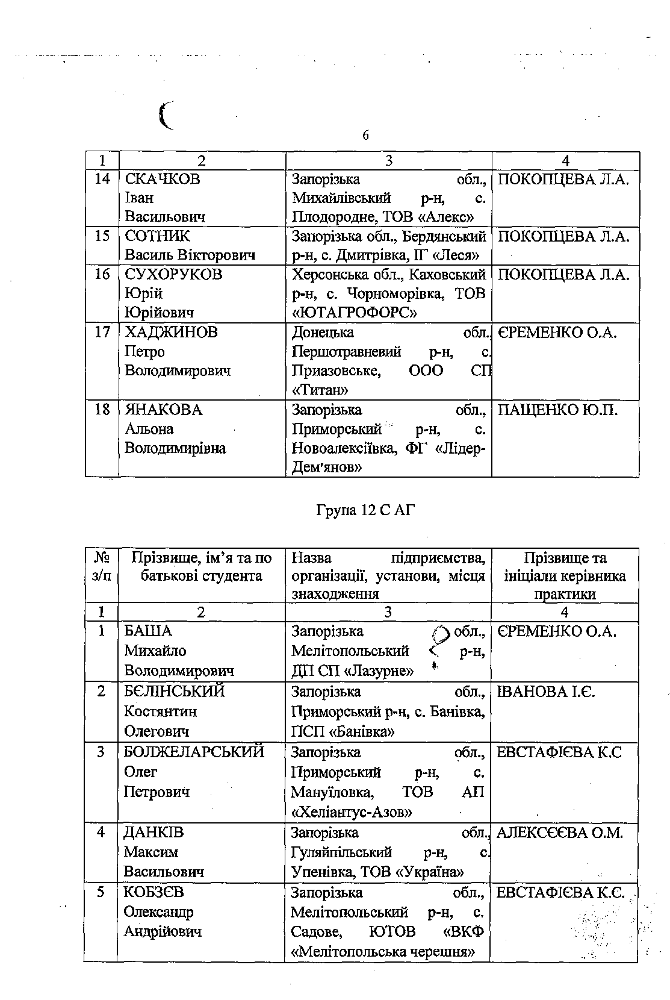 6
1 2 3 4
14 СКАЧКОВ Запорізька обл., ПОКОПЦЕВА Л.А.
Іван Михайлівський р-н, с.
Васильович Плодородне, ТОВ «Алекс»
15 СОТНИК Запорізька обл., Бердянський ПОКОПЦЕВА Л.А.
Василь Вікторович р-н, с. Дмитрівка, ІГ «Леся»
16 СУХОРУКОВ Херсонська обл., Каховський ПОКОПЦЕВА Л.А.
Юрій р-н, с. Чорноморівка, ТОВ
Юрійович «ЮТАГРОФОРС»
17 ХАДЖИНОВ Донецька обл., ЄРЕМЕНКО О.А.
Петро Першотравневий р-н, с.
Володимирович Приазовське, ООО СП
«Титан»
18 ЯНАКОВА Запорізька обл., ПАЩЕНКО Ю.П.
Альона Приморський р-н, с.
Володимирівна Новоалексіївка, ФГ «Лідер-
Дем'янов»
Група 12 С АГ
№ Прізвище, ім’я та по Назва підприємства, Прізвище та
з/п батькові студента організації, установи, місця ініціали керівника
знаходження практики
1 2 3 4
1 БАША Запорізька обл., ЄРЕМЕНКО О.А.
Михайло Мелітопольський р-н,
Володимирович ДП СП «Лазурне»
2 БЄЛІНСЬКИЙ Запорізька обл., ІВАНОВА І.Є.
Костянтин Приморський р-н, с. Банівка,
Олегович ПСП «Банівка»
3 БОЛЖЕЛАРСЬКИЙ Запорізька обл., ЕВСТАФІЄВА К.С
Олег Приморський р-н, с.
Петрович Мануїловка, ТОВ АП
«Хеліантус-Азов»
4 ДАНКІВ Запорізька обл., АЛЕКСЄЄВА О.М.
Максим Гуляйпільський р-н, с.
Васильович Упенівка, ТОВ «Україна»
5 КОБЗЄВ Запорізька обл., ЕВСТАФІЄВА К.С.
Олександр Мелітопольський р-н, с.
Андрійович Садове, ЮТОВ «ВКФ
«Мелітопольська черешня»